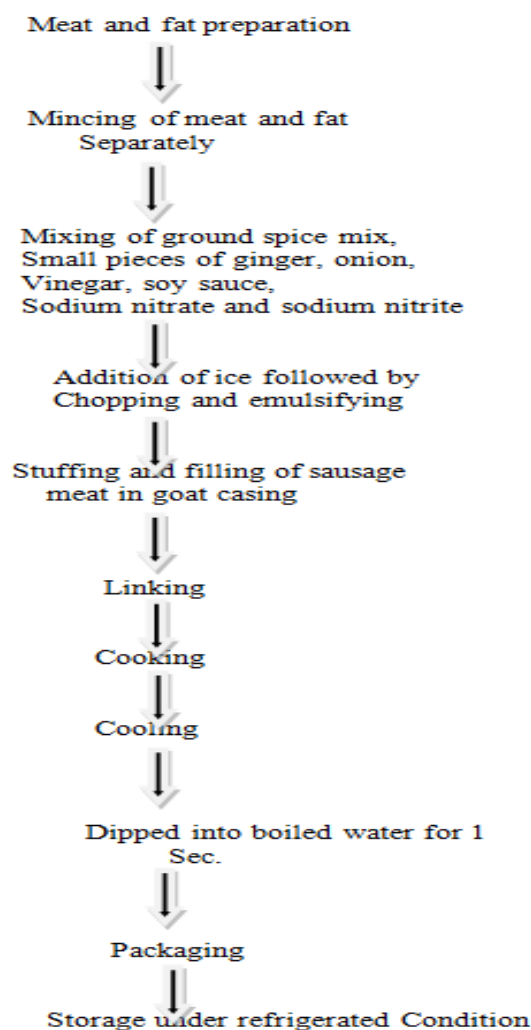 Meat and fat preparation
Mincing of meat and fat
Separately
Mixing of ground spice mix,
Small pieces of ginger, onion,
Vinegar, soy sauce,
Sodium nitrate and sodium nitrite
Addition of ice followed by
Chopping and emulsifying
Stuffing and filling of sausage
meat in goat casing
Linking
Cooking
Cooling
Dipped into boiled water for 1
Sec.
Packaging
Storage under refrigerated Condition